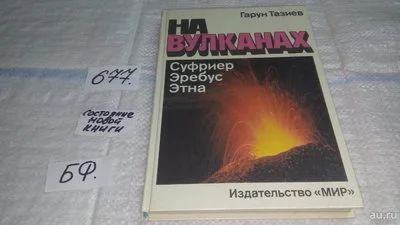 Гарун Тазиев
НА
ВУЛКАНАХ
Суфриер
Эребус
Этна
Издательство «МИР»
677.
состояние
новой
книги
БФ.
au.ru